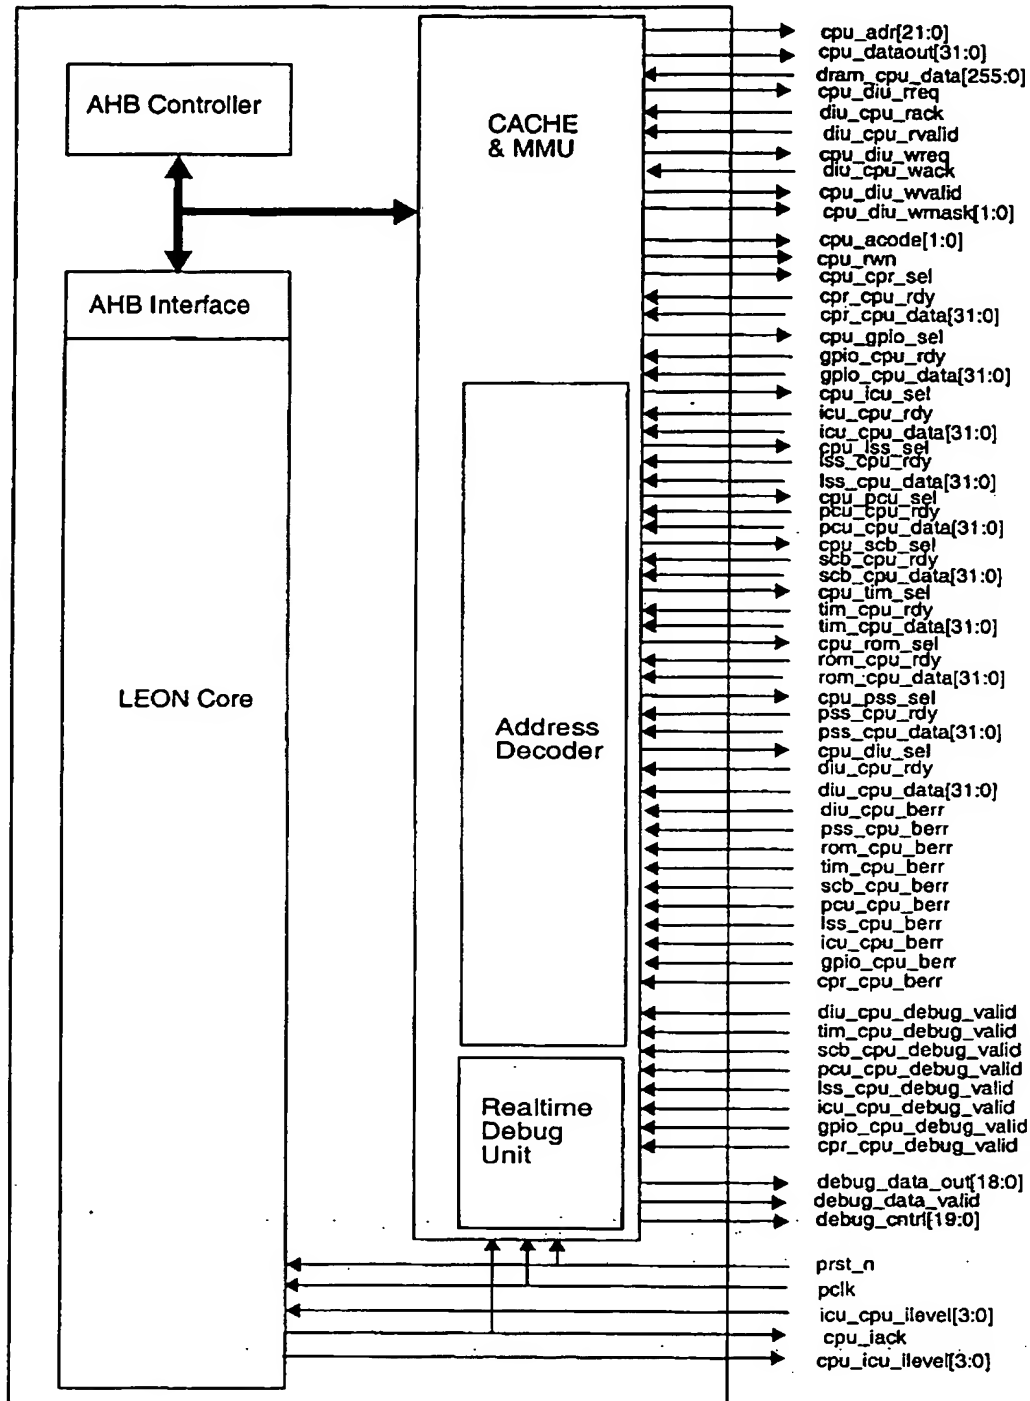 AHB Controller
CACHE
& MMU
AHB Interface
LEON Core
Address
Decoder
Realtime
Debug
Unit
cpu_adr[21:0]
cpu_dataout[31:0]
dram_cpu_data[255:0]
cpu_diu_rreq
diu_cpu_rack
diu_cpu_rvalid
cpu_diu_wreq
diu_cpu_wack
cpu_diu_wvalid
cpu_diu_wmask[1:0]
cpu_acode[1:0]
cpu_rwn
cpu_cpr_sel
cpr_cpu_rdy
cpr_cpu_data[31:0]
cpu_gpio_sel
gpio_cpu_rdy
gpio_cpu_data[31:0]
cpu_icu_sel
icu_cpu_rdy
icu_cpu_data[31:0]
cpu_lss_sel
lss_cpu_rdy
lss_cpu_data[31:0]
cpu_pcu_sel
pcu_cpu_rdy
pcu_cpu_data[31:0]
cpu_scb_sel
scb_cpu_rdy
scb_cpu_data[31:0]
cpu_tim_sel
tim_cpu_rdy
tim_cpu_data[31:0]
cpu_rom_sel
rom_cpu_rdy
rom_cpu_data[31:0]
cpu_pss_sel
pss_cpu_rdy
pss_cpu_data[31:0]
cpu_diu_sel
diu_cpu_rdy
diu_cpu_data[31:0]
diu_cpu_berr
pss_cpu_berr
rom_cpu_berr
tim_cpu_berr
scb_cpu_berr
pcu_cpu_berr
lss_cpu_berr
icu_cpu_berr
gpio_cpu_berr
cpr_cpu_berr
diu_cpu_debug_valid
tim_cpu_debug_valid
scb_cpu_debug_valid
pcu_cpu_debug_valid
lss_cpu_debug_valid
icu_cpu_debug_valid
gpio_cpu_debug_valid
cpr_cpu_debug_valid
debug_data_out[18:0]
debug_data_valid
debug_cntrl[19:0]
prst_n
pclk
icu_cpu_ilevel[3:0]
cpu_iack
cpu_icu_ilevel[3:0]